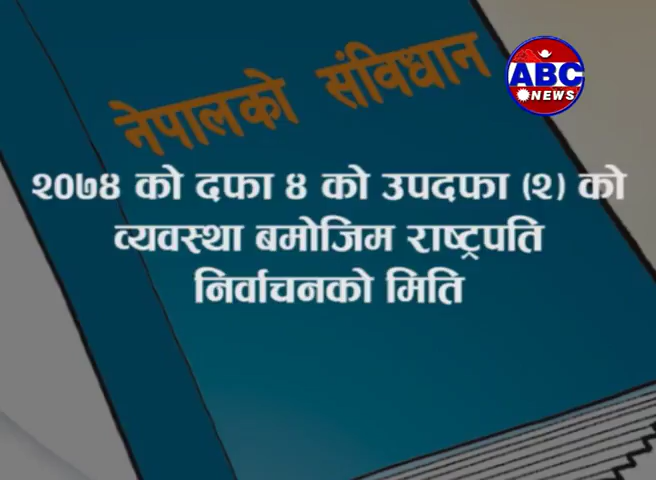 नेपालको संविधान
ABC
NEWS
२०७४ को दफा ४ को उपदफा (२) को
व्यवस्था बमोजिम राष्ट्रपति
निर्वाचनको मिति